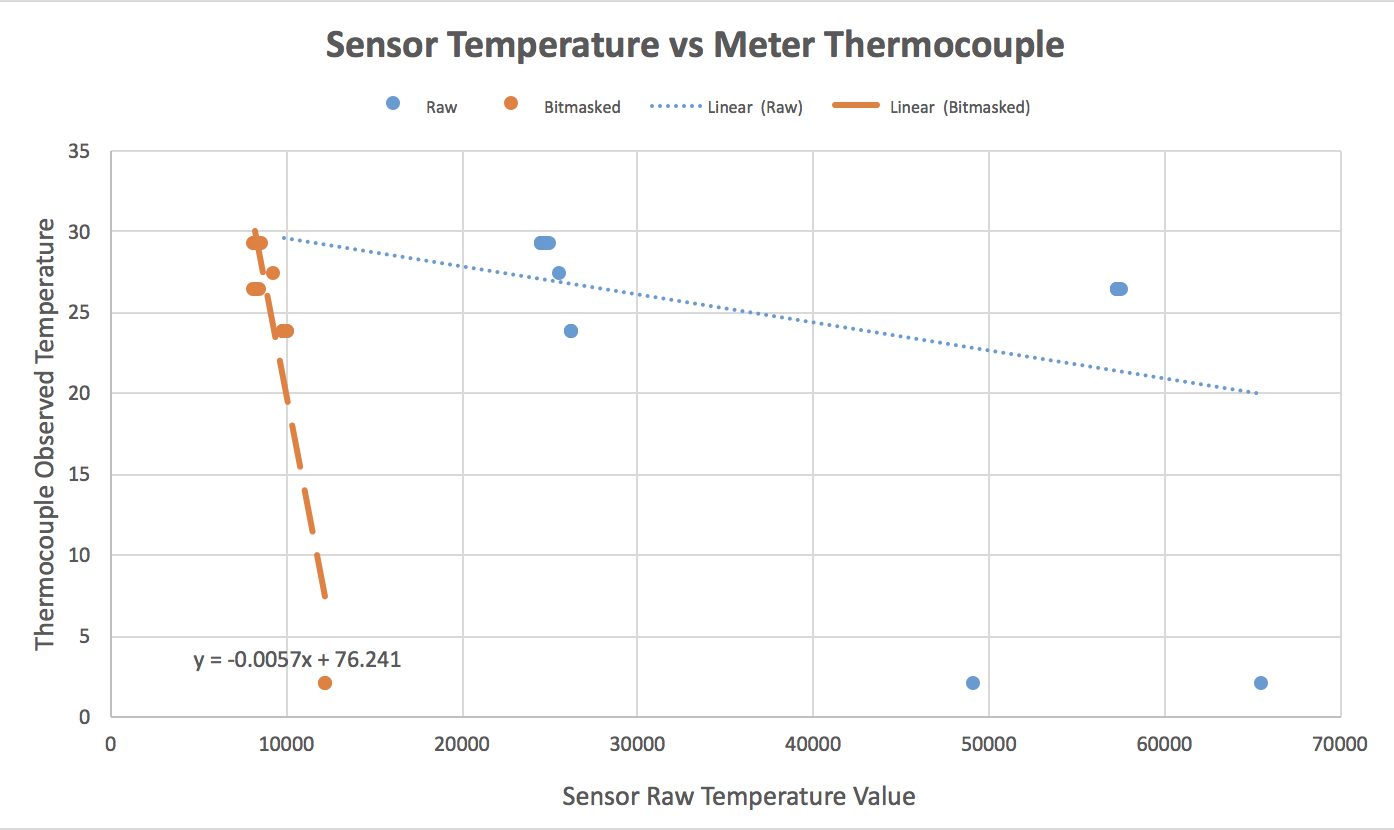 Sensor Temperature vs Meter Thermocouple
Raw Bitmasked Linear (Raw) Linear (Bitmasked)
Thermocouple Observed Temperature
35
30
25
20
15
10
5
0
y = -0.0057x + 76.241
0 10000 20000 30000 40000 50000 60000 70000
Sensor Raw Temperature Value